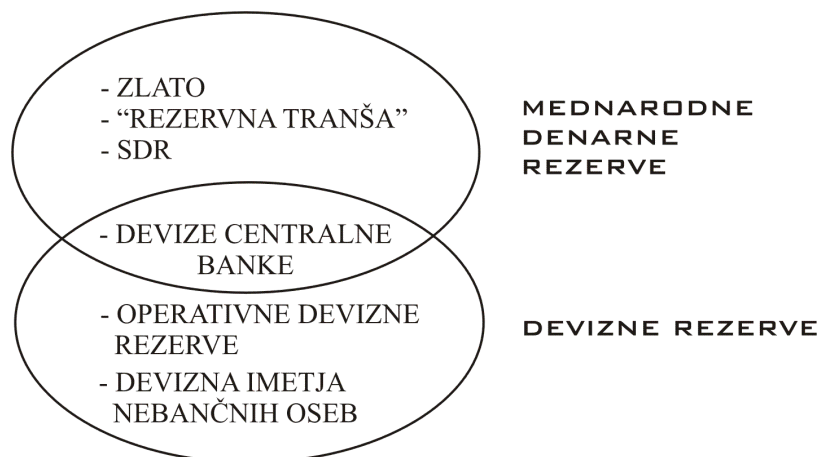 - ZLATO
- “REZERVNA TRANŠA”
- SDR
MEDNARODNE
DENARNE
REZERVE
- DEVIZE CENTRALNE
BANKE
- OPERATIVNE DEVIZNE
REZERVE
- DEVIZNA IMETJA
NEBANČNIH OSEB
DEVIZNE REZERVE